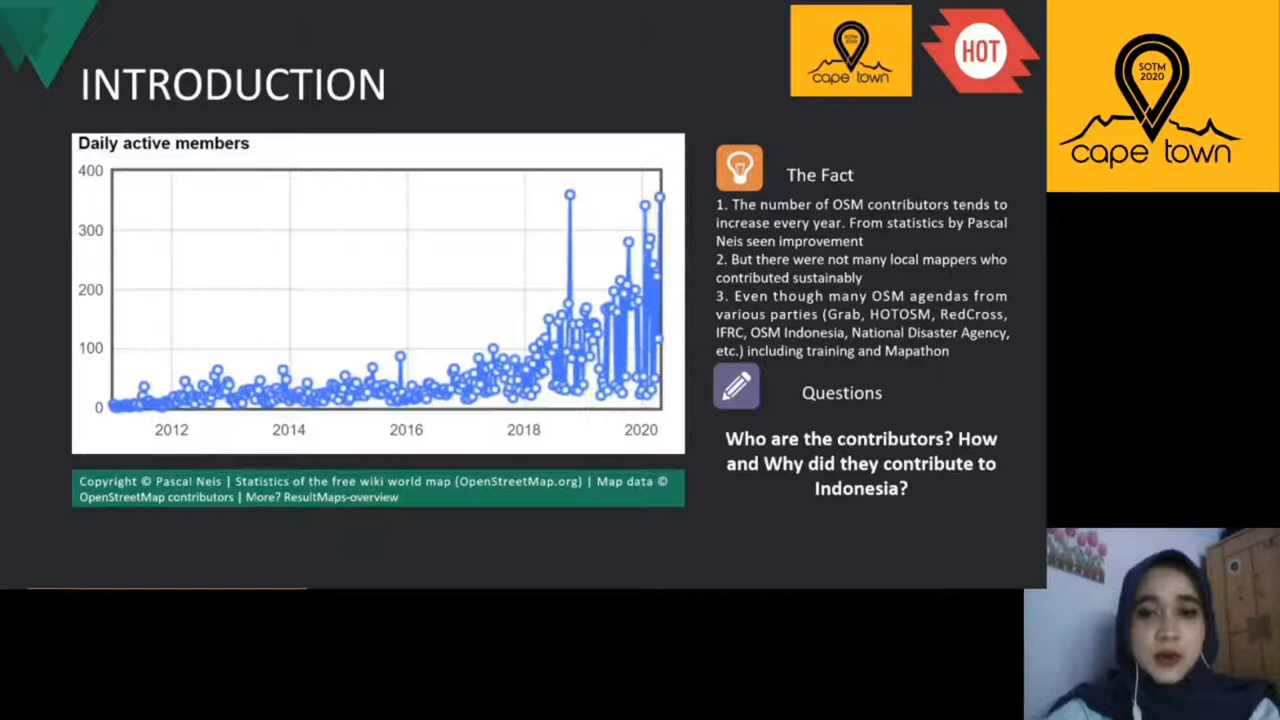 INTRODUCTION
SOTM
2020
cape town
HOT
SOTM
2020
cape town
Daily active members
400
300
200
100
0
2012
2014
2016
2018
2020
Copyright © Pascal Neis | Statistics of the free wiki world map (OpenStreetMap.org) | Map data ©
OpenStreetMap contributors | More? ResultMaps-overview
The Fact
1. The number of OSM contributors tends to
increase every year. From statistics by Pascal
Neis seen improvement
2. But there were not many local mappers who
contributed sustainably
3. Even though many OSM agendas from
various parties (Grab, HOTOSM, RedCross,
IFRC, OSM Indonesia, National Disaster Agency,
etc.) including training and Mapathon
Questions
Who are the contributors? How
and Why did they contribute to
Indonesia?